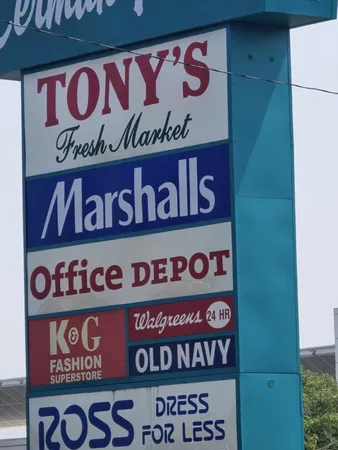 TONY'S
Fresh Market
Marshalls
Office DEPOT
K&G
FASHION
SUPERSTORE
Walgreens 24 HR
OLD NAVY
ROSS DRESS
FOR LESS